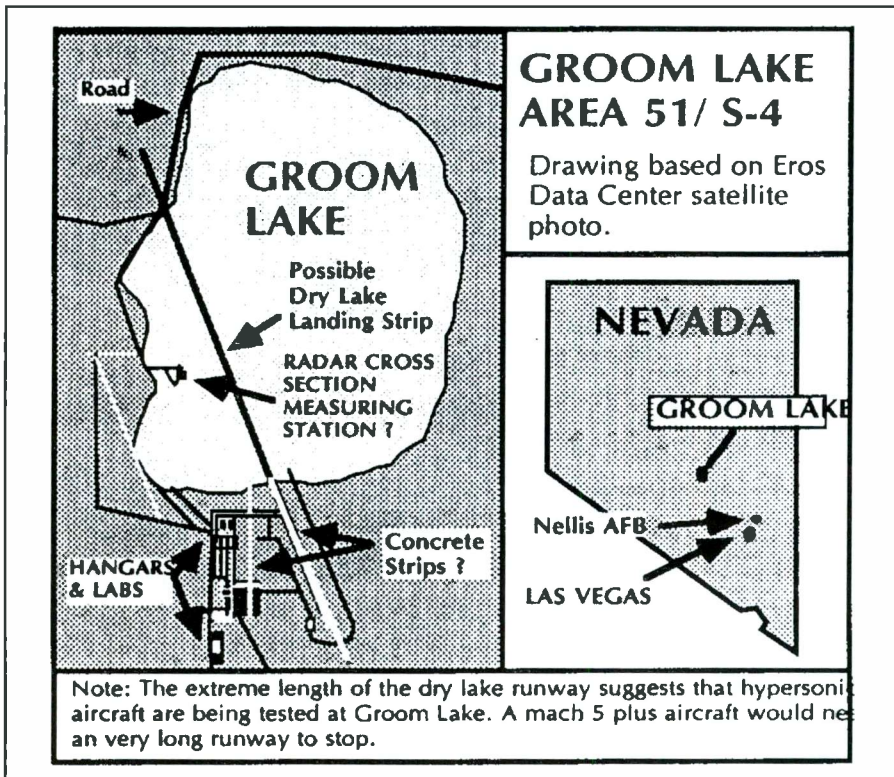 Road
GROOM
LAKE
Possible
Dry Lake
Landing Strip
RADAR CROSS
SECTION
MEASURING
STATION ?
HANGARS
& LABS
Concrete
Strips ?
GROOM LAKE
AREA 51/ S-4
Drawing based on Eros
Data Center satellite
photo.
NEVADA
GROOM LAKE
Nellis AFB
LAS VEGAS
Note: The extreme length of the dry lake runway suggests that hypersonic
aircraft are being tested at Groom Lake. A mach 5 plus aircraft would
an very long runway to stop.